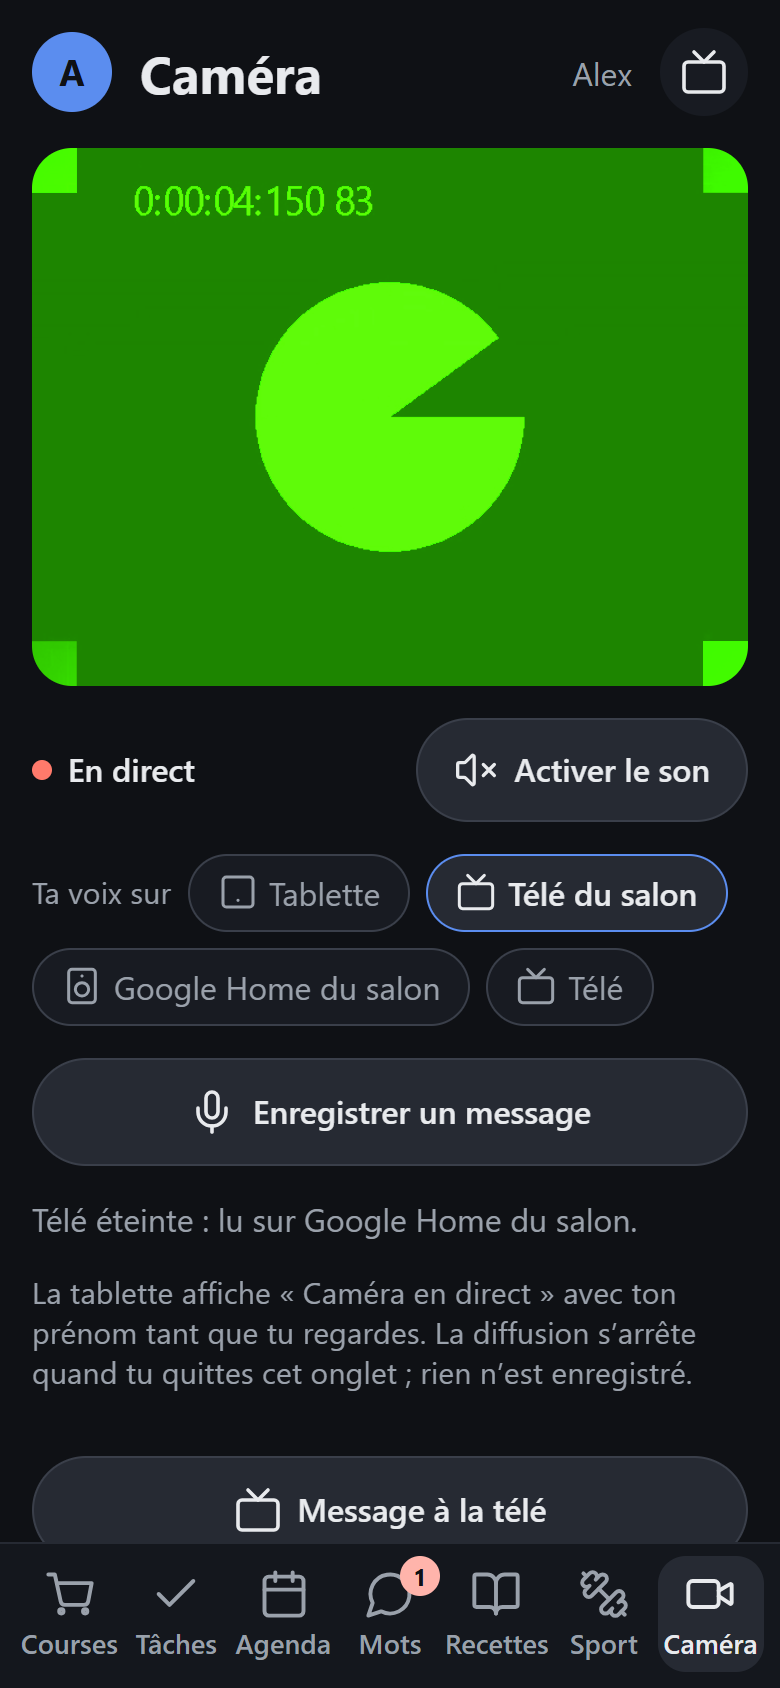 A Caméra Alex
0:00:04:150 83
En direct Activer le son
Ta voix sur Tablette Télé du salon
Google Home du salon Télé
Enregistrer un message
Télé éteinte : lu sur Google Home du salon.
La tablette affiche « Caméra en direct » avec ton
prénom tant que tu regardes. La diffusion s’arrête
quand tu quittes cet onglet ; rien n’est enregistré.
Message à la télé
1
Courses Tâches Agenda Mots Recettes Sport Caméra